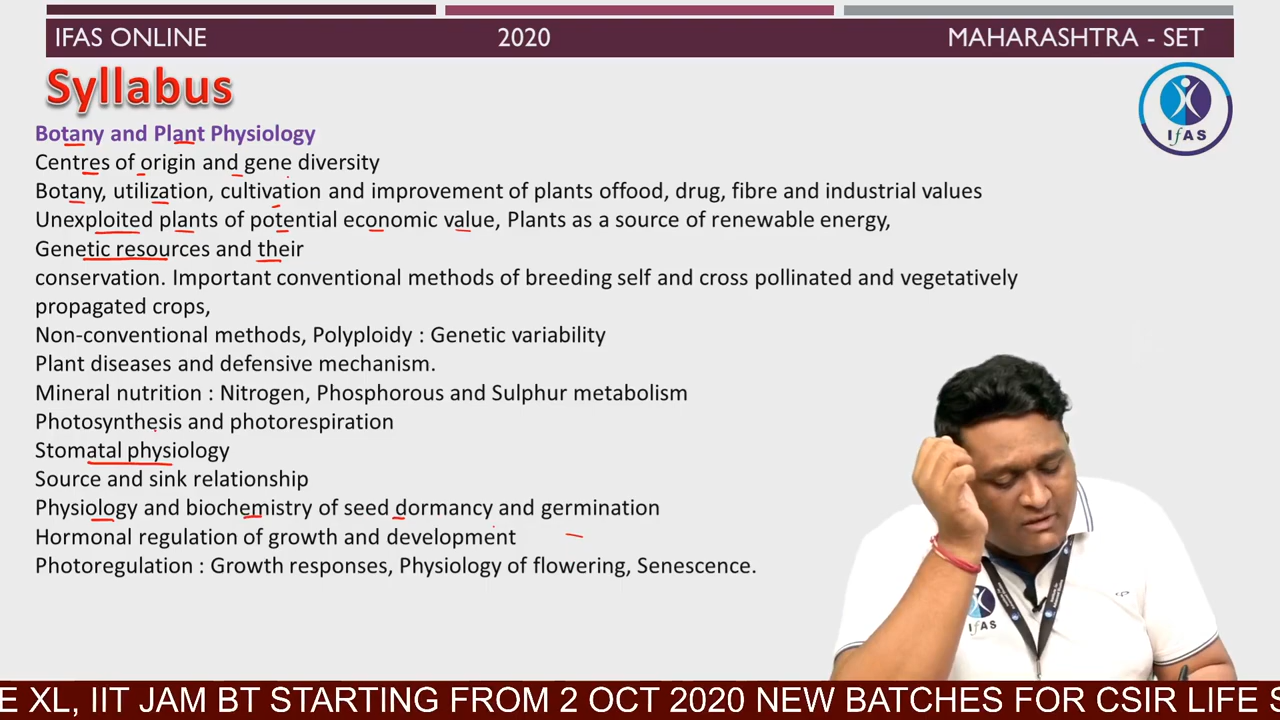 IFAS ONLINE 2020 MAHARASHTRA - SET
Syllabus
IfAS
Botany and Plant Physiology
Centres of origin and gene diversity
Botany, utilization, cultivation and improvement of plants offood, drug, fibre and industrial values
Unexploited plants of potential economic value, Plants as a source of renewable energy,
Genetic resources and their
conservation. Important conventional methods of breeding self and cross pollinated and vegetatively
propagated crops,
Non-conventional methods, Polyploidy : Genetic variability
Plant diseases and defensive mechanism.
Mineral nutrition : Nitrogen, Phosphorous and Sulphur metabolism
Photosynthesis and photorespiration
Stomatal physiology
Source and sink relationship
Physiology and biochemistry of seed dormancy and germination
Hormonal regulation of growth and development
Photoregulation : Growth responses, Physiology of flowering, Senescence.
IfAS
E XL, IIT JAM BT STARTING FROM 2 OCT 2020 NEW BATCHES FOR CSIR LIFE S